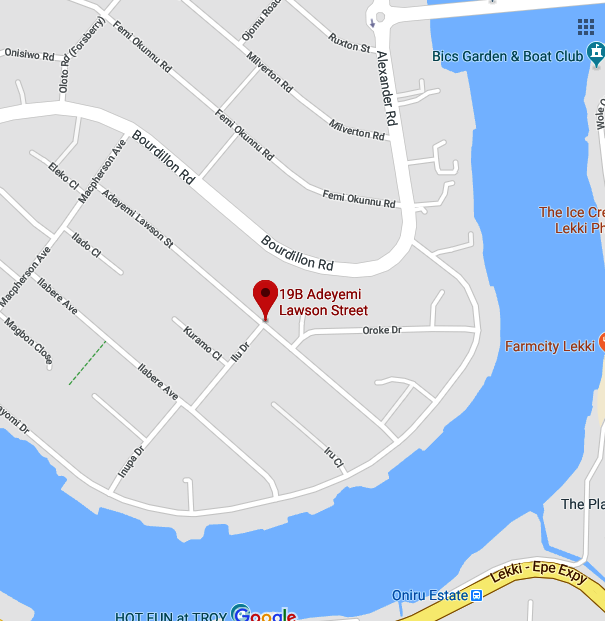 Onisiwo Rd
Oloto Rd (Forsberry)
Femi Okunnu Rd
Ojomu Road
Ruxton St
Milverton Rd
Alexander Rd
Bics Garden & Boat Club
Milverton Rd
Femi Okunnu Rd
Bourdillon Rd
Macpherson Ave
Eleko Cl
Adeyemi Lawson St
Femi Okunnu Rd
The Ice Cre
Lekki Ph
Ilado Cl
Bourdillon Rd
Macpherson Ave
Ilabere Ave
19B Adeyemi
Lawson Street
Magbon Close
Kuramo Cl
Ilu Dr
Oroke Dr
Farmcity Lekki
Ilabere Ave
ayomi Dr
Inupa Dr
Iru Cl
The Pla
Lekki - Epe Expy
Oniru Estate
HOT FUN at TROY
Google